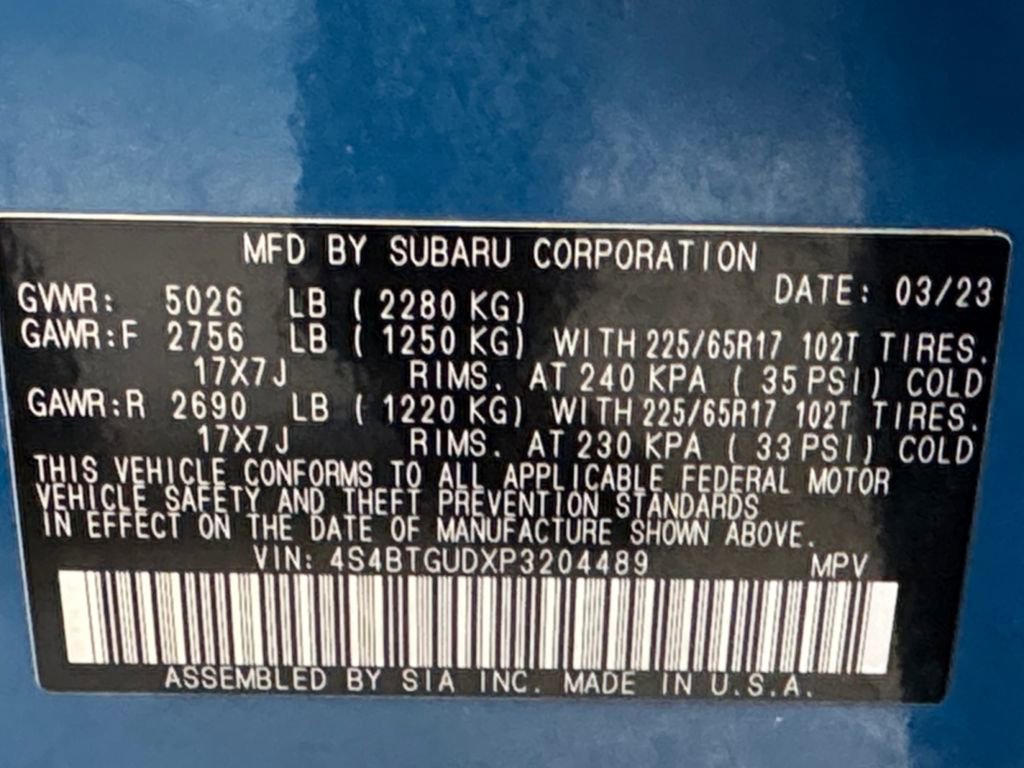 MFD BY SUBARU CORPORATION
DATE: 03/23
GVWR: 5026 LB ( 2280 KG)
GAWR:F 2756 LB ( 1250 KG) WITH 225/65R17 102T TIRES.
17X7J RIMS. AT 240 KPA ( 35 PSI) COLD
GAWR:R 2690 LB ( 1220 KG) WITH 225/65R17 102T TIRES.
17X7J RIMS. AT 230 KPA ( 33 PSI) COLD
THIS VEHICLE CONFORMS TO ALL APPLICABLE FEDERAL MOTOR
VEHICLE SAFETY AND THEFT PREVENTION STANDARDS
IN EFFECT ON THE DATE OF MANUFACTURE SHOWN ABOVE.
VIN: 4S4BTGUDXP3204489 MPV
ASSEMBLED BY SIA INC. MADE IN U.S.A.